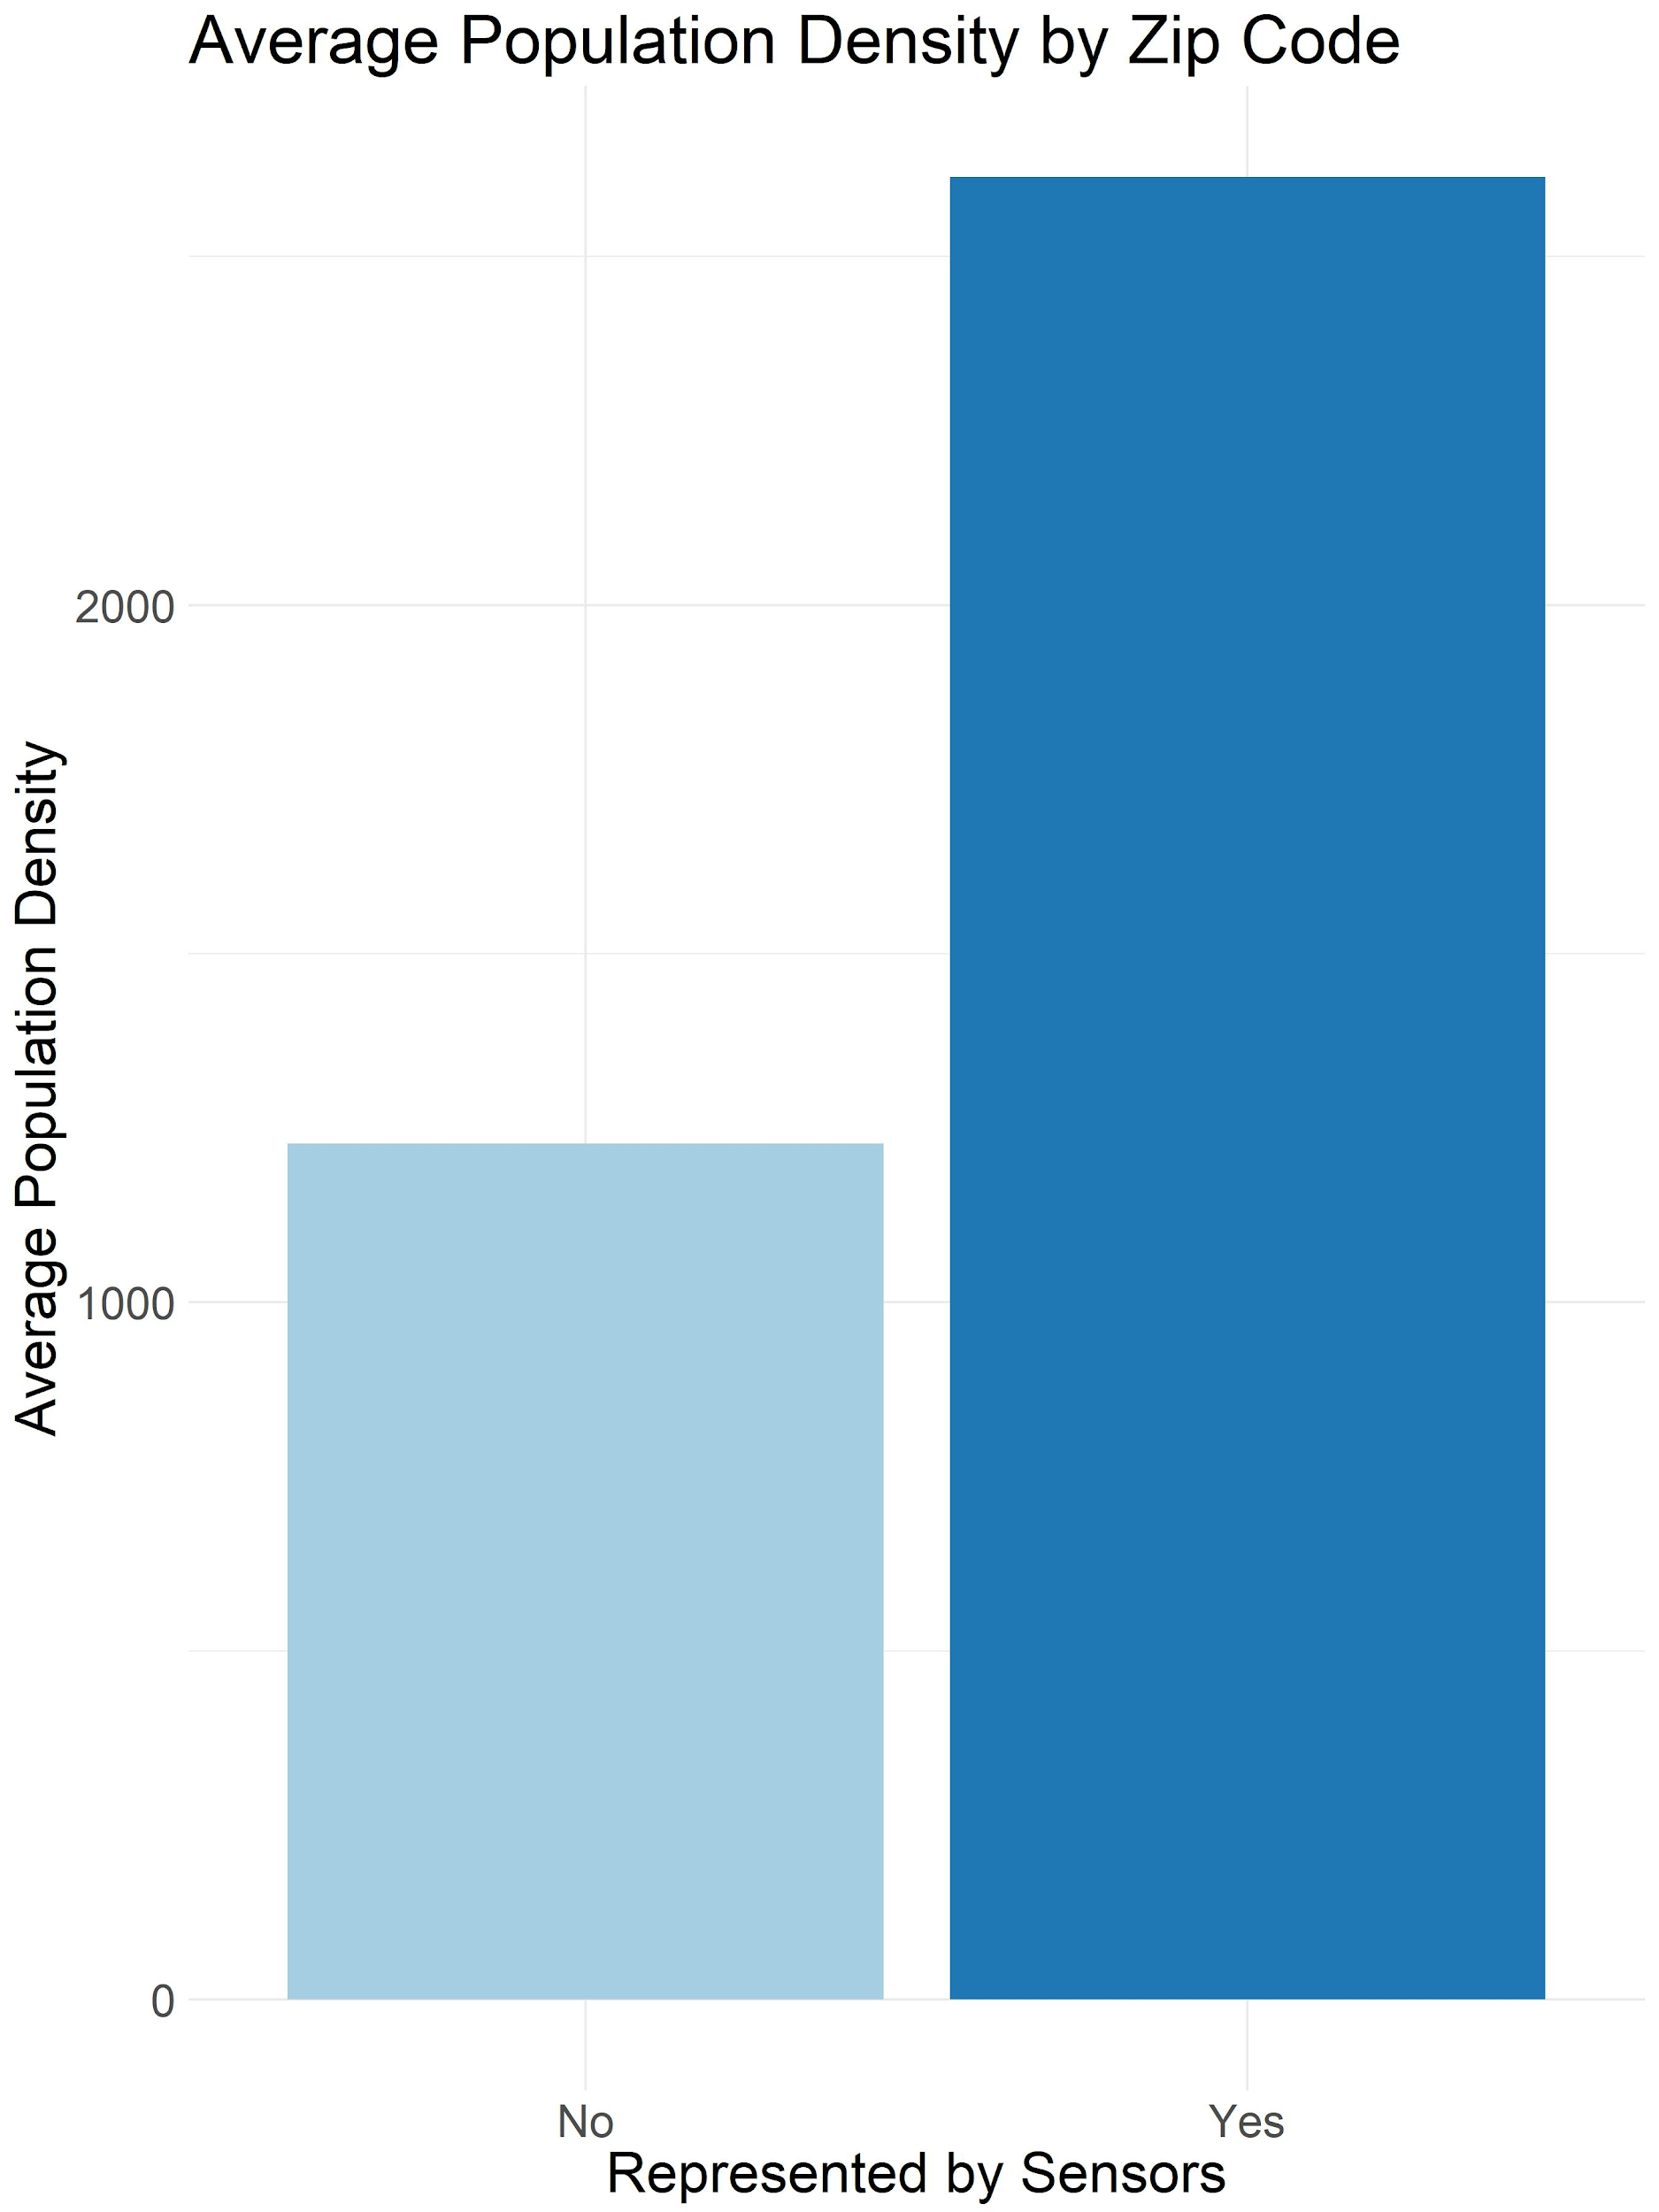 Average Population Density by Zip Code
Average Population Density
2000
1000
0
No
Yes
Represented by Sensors